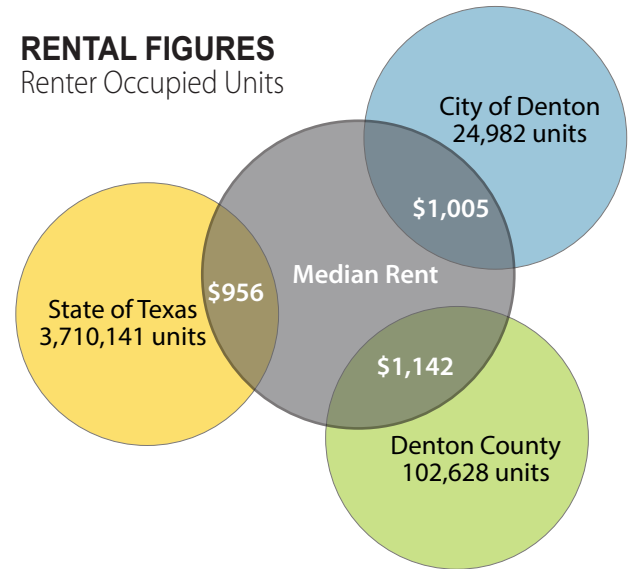 RENTAL FIGURES
Renter Occupied Units
City of Denton
24,982 units
$1,005
Median Rent
$956
State of Texas
3,710,141 units
$1,142
Denton County
102,628 units